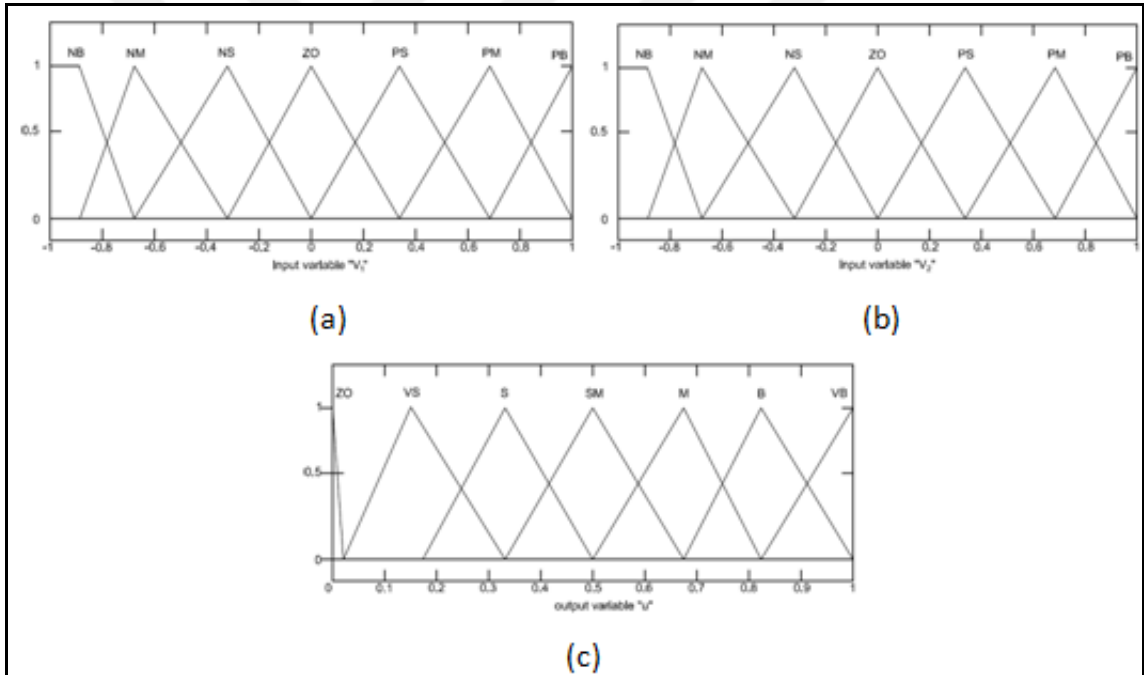 NB NM NS ZO PS PM PB
1
0.5
0
-1 -0.8 -0.6 -0.4 -0.2 0 0.2 0.4 0.6 0.8 1
Input variable "V₁"
(a)
NB NM NS ZO PS PM PB
1
0.5
0
-1 -0.8 -0.6 -0.4 -0.2 0 0.2 0.4 0.6 0.8 1
Input variable "V₂"
(b)
ZO VS S SM M B VB
1
0.5
0
0 0.1 0.2 0.3 0.4 0.5 0.6 0.7 0.8 0.9 1
output variable "u"
(c)